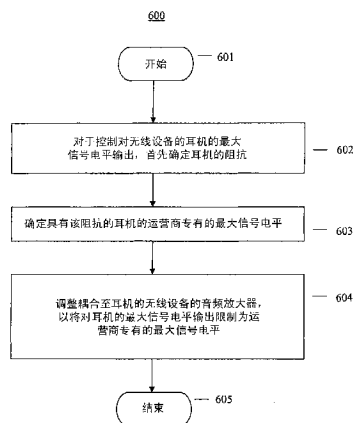 600
开始
601
对于控制对无线设备的耳机的最大
信号电平输出，首先确定耳机的阻抗
602
确定具有该阻抗的耳机的运营商专有的最大信号电平
603
调整耦合至耳机的无线设备的音频放大器，
以将对耳机的最大信号电平输出限制为运
营商专有的最大信号电平
604
结束
605